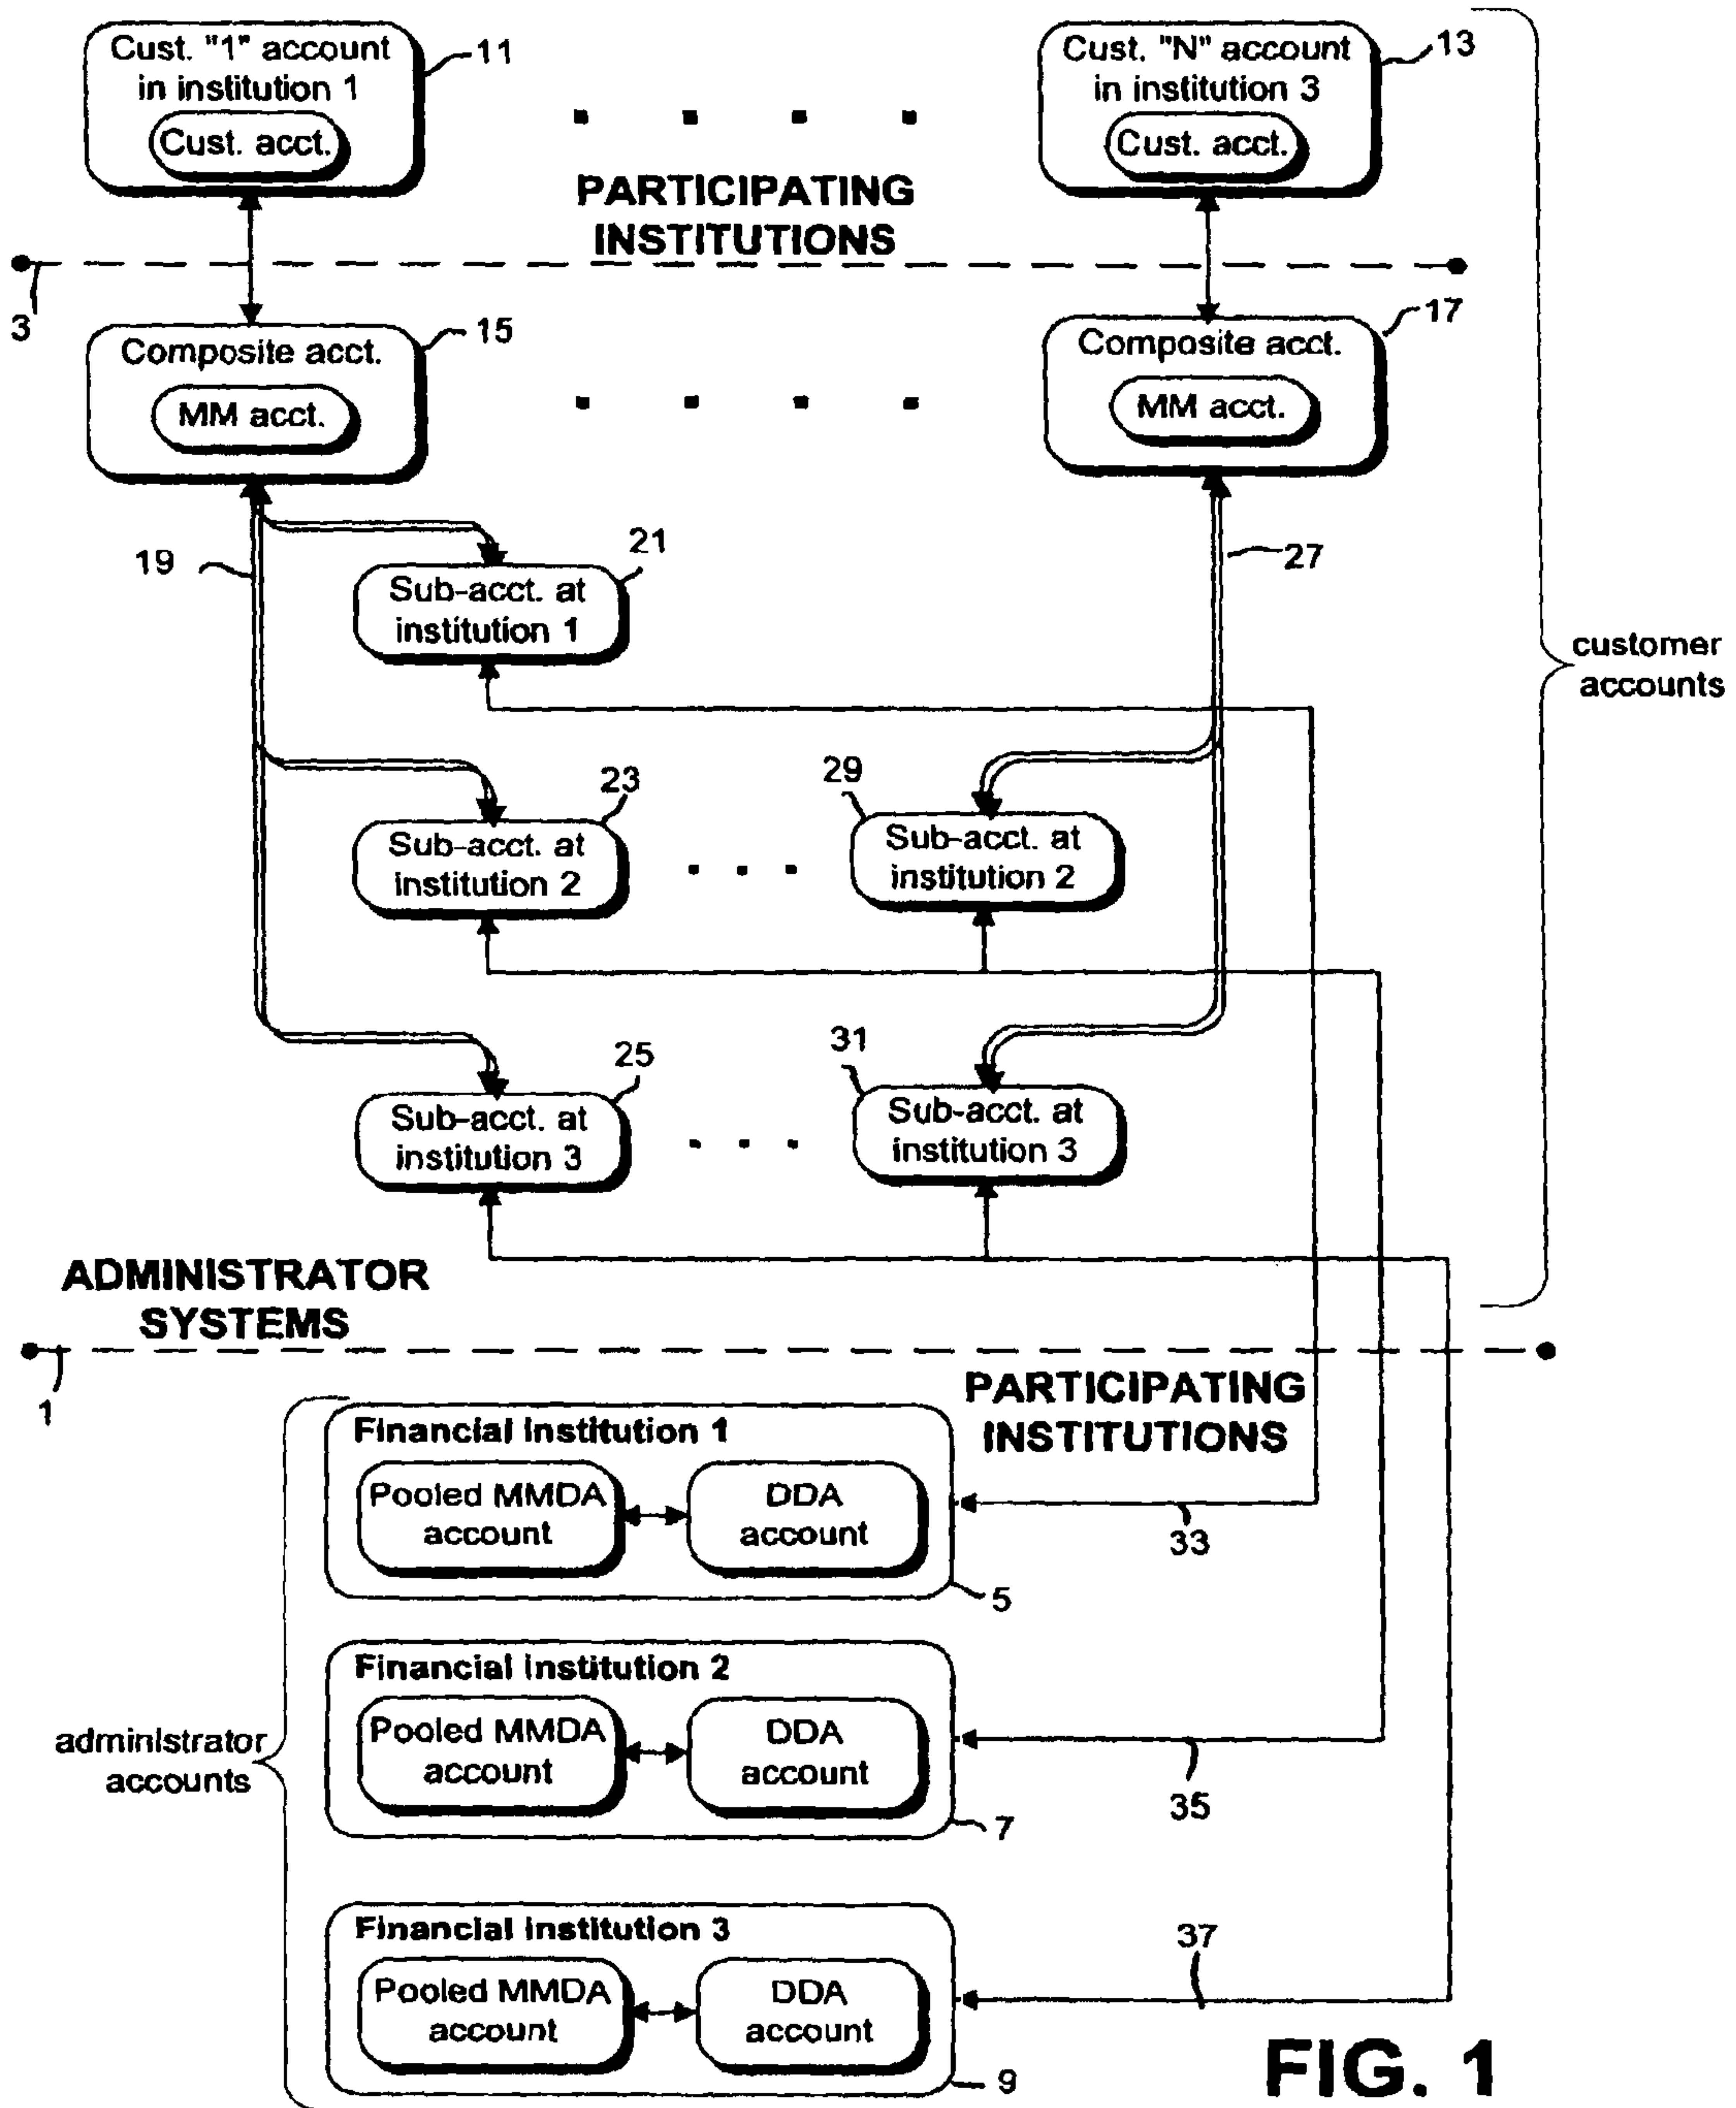 Cust. "1" account
in institution 1
Cust. acct.
11
Cust. "N" account
in institution 3
Cust. acct.
13
PARTICIPATING
INSTITUTIONS
3
Composite acct.
MM acct.
15
Composite acct.
MM acct.
17
19
21
Sub-acct. at
institution 1
27
customer
accounts
23
Sub-acct. at
institution 2
29
Sub-acct. at
institution 2
25
Sub-acct. at
institution 3
31
Sub-acct. at
institution 3
ADMINISTRATOR
SYSTEMS
1
PARTICIPATING
INSTITUTIONS
Financial institution 1
Pooled MMDA
account
DDA
account
33
5
administrator
accounts
Financial institution 2
Pooled MMDA
account
DDA
account
35
7
Financial institution 3
Pooled MMDA
account
DDA
account
37
9
FIG. 1